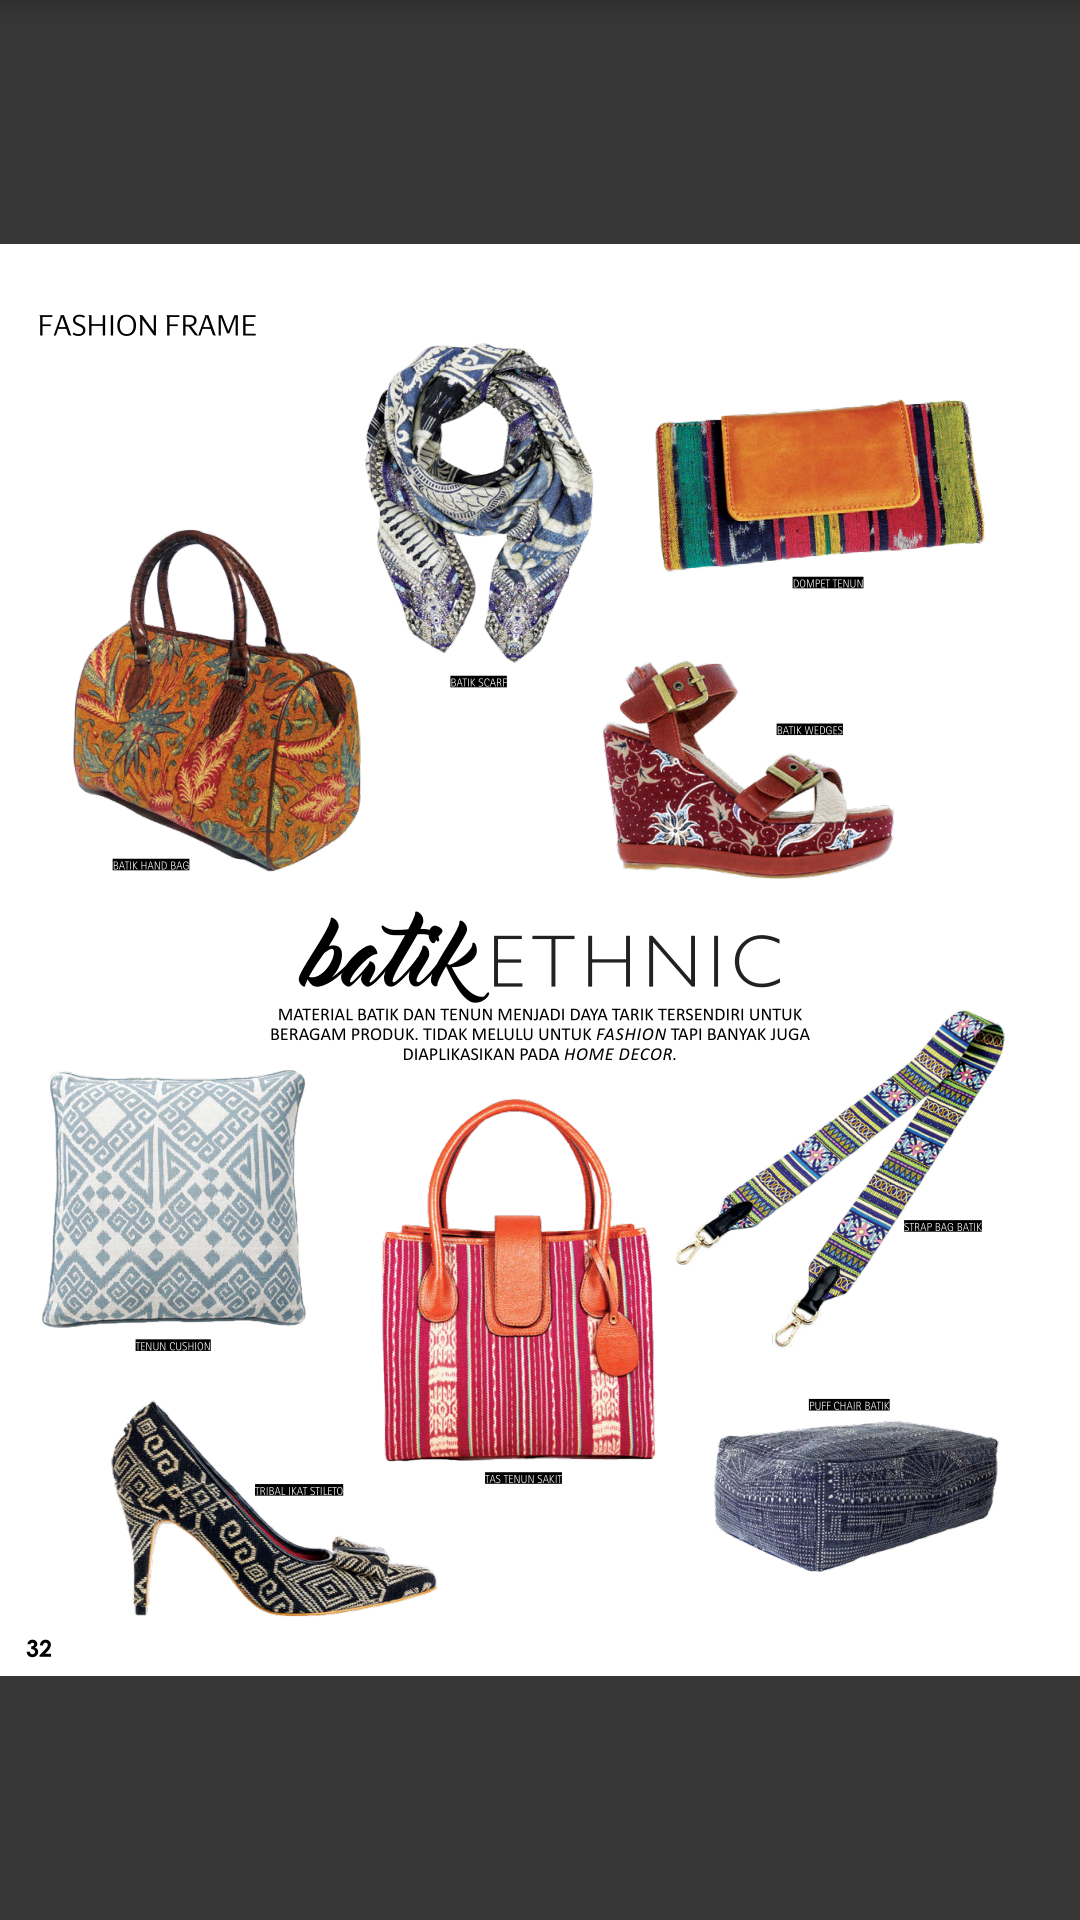 FASHION FRAME
DOMPET TENUN
BATIK SCARF
BATIK WEDGES
BATIK HAND BAG
batik ETHNIC
MATERIAL BATIK DAN TENUN MENJADI DAYA TARIK TERSENDIRI UNTUK
BERAGAM PRODUK. TIDAK MELULU UNTUK FASHION TAPI BANYAK JUGA
DIAPLIKASIKAN PADA HOME DECOR.
STRAP BAG BATIK
TENUN CUSHION
PUFF CHAIR BATIK
TAS TENUN SAKIT
TRIBAL IKAT STILETO
32